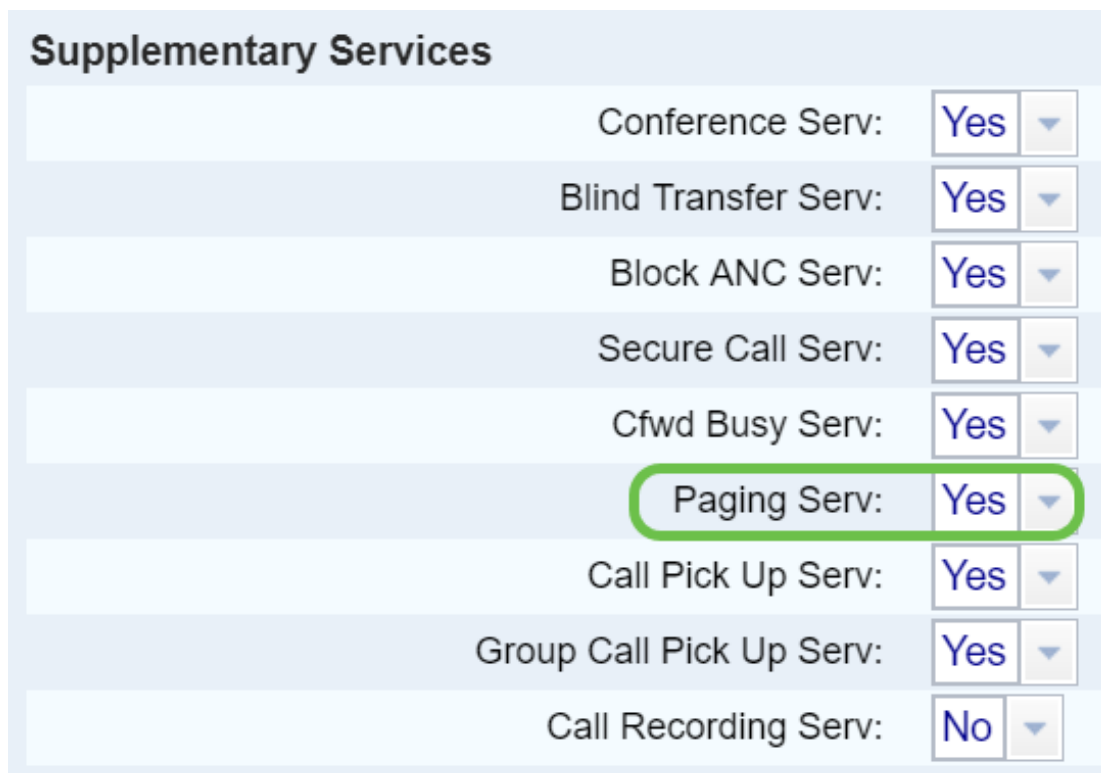 Supplementary Services
Conference Serv: Yes
Blind Transfer Serv: Yes
Block ANC Serv: Yes
Secure Call Serv: Yes
Cfwd Busy Serv: Yes
Paging Serv: Yes
Call Pick Up Serv: Yes
Group Call Pick Up Serv: Yes
Call Recording Serv: No